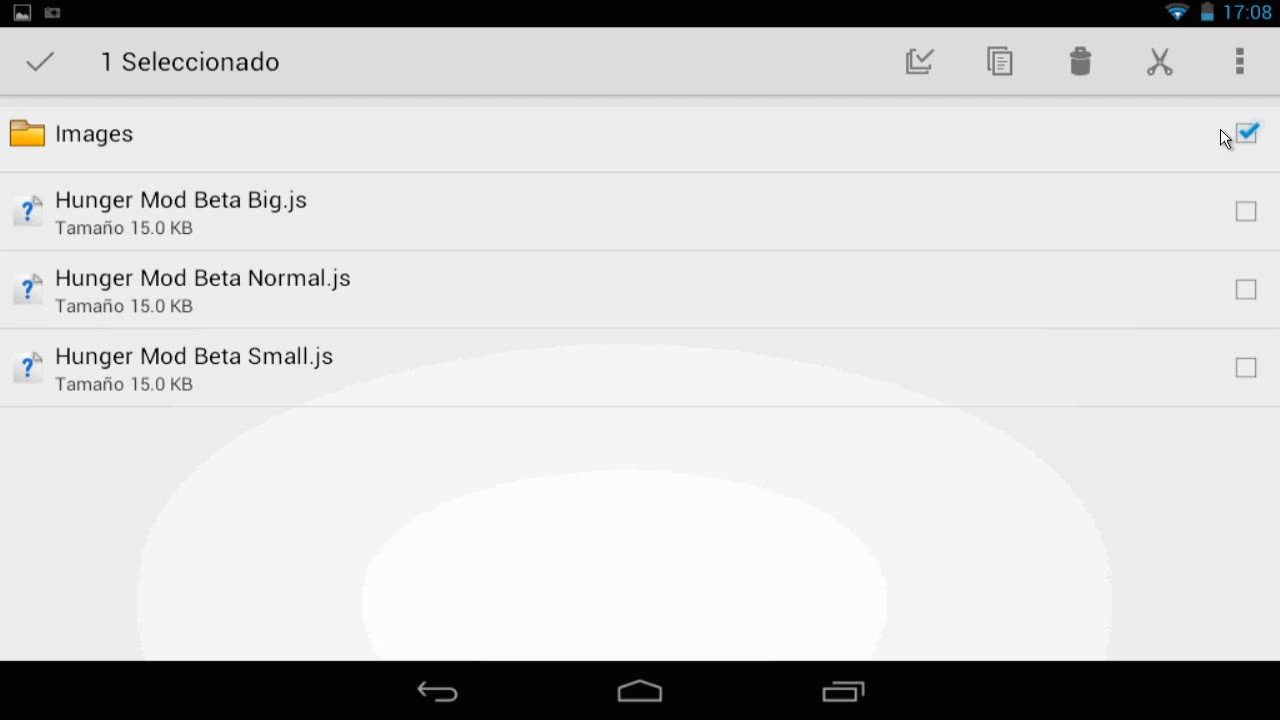 17:08
1 Seleccionado
Images
Hunger Mod Beta Big.js
Tamaño 15.0 KB
Hunger Mod Beta Normal.js
Tamaño 15.0 KB
Hunger Mod Beta Small.js
Tamaño 15.0 KB